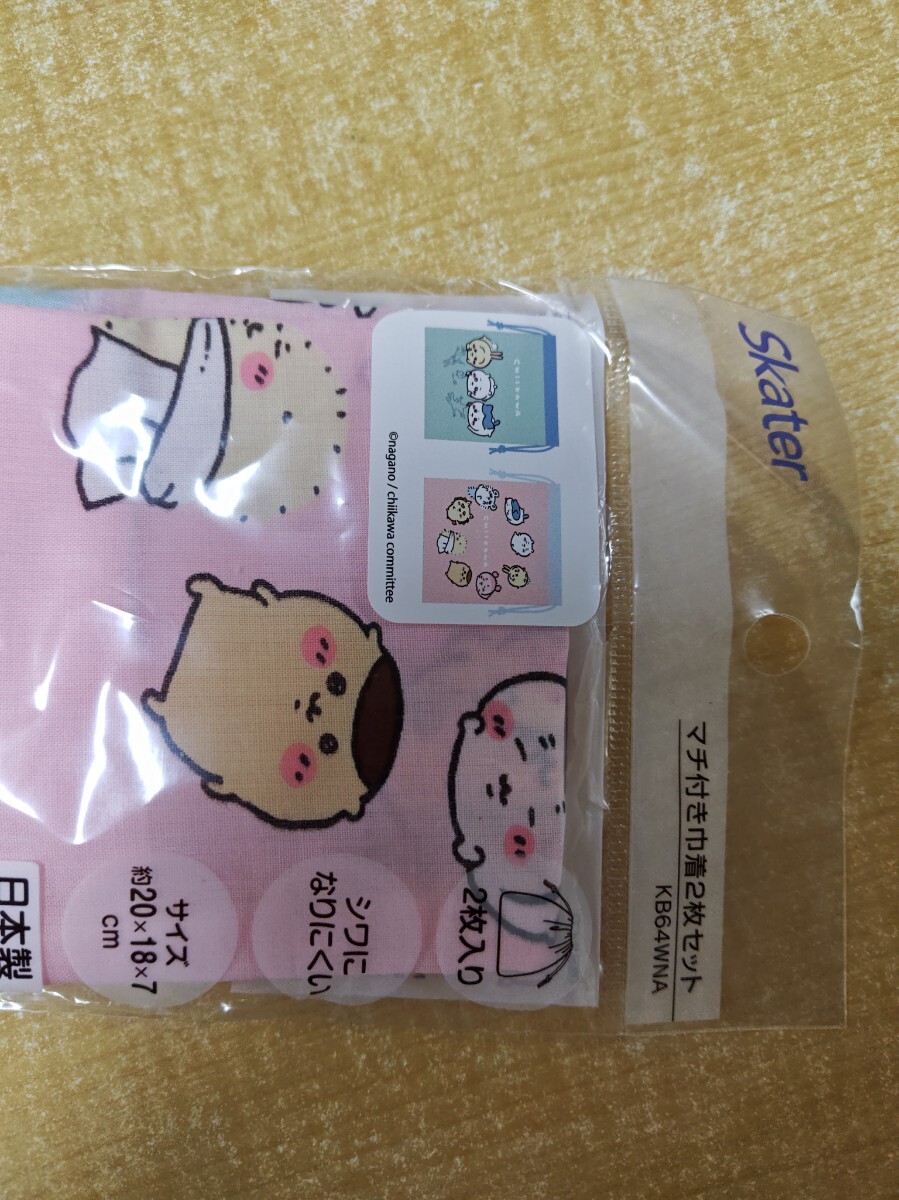 Skater
マチ付き巾着2枚セット
KB64WNA
CHIIKAWA
CHIIKAWA
©nagano / chiikawa committee
2枚入り
シワに
なりにくい
サイズ
約20×18×7
cm
日本製